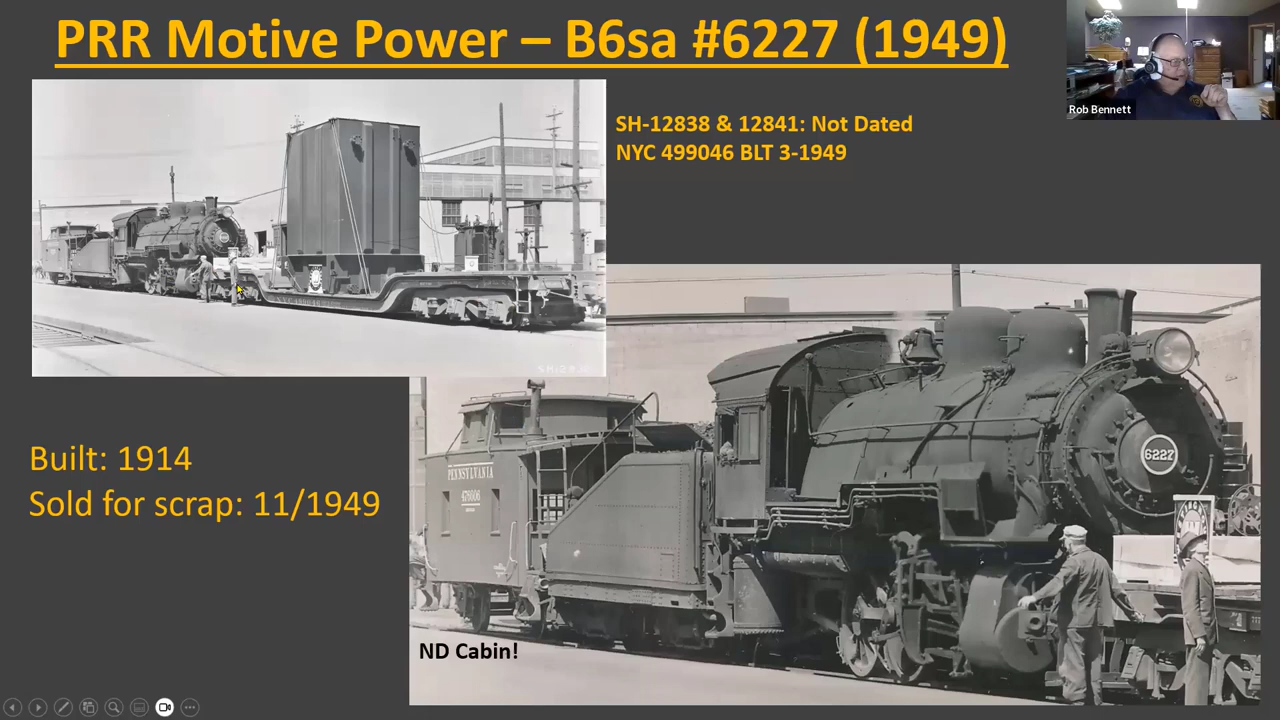 PRR Motive Power – B6sa #6227 (1949)
Rob Bennett
SH-12838 & 12841: Not Dated
NYC 499046 BLT 3-1949
Built: 1914
Sold for scrap: 11/1949
PENNSYLVANIA
6227
ND Cabin!